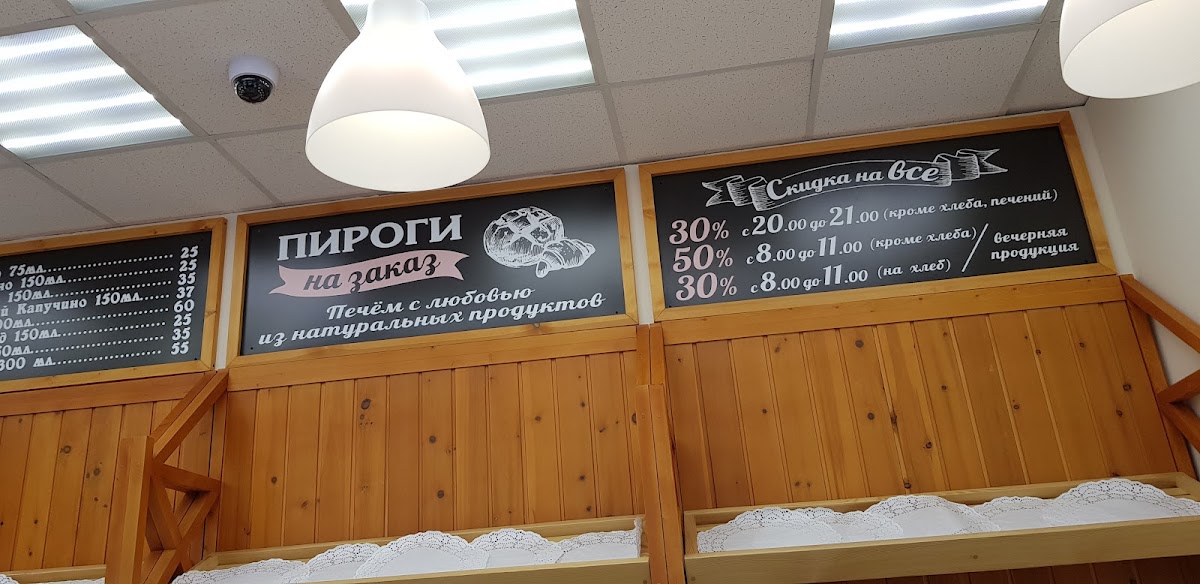 75мл. 25
150мл. 25
150мл. 35
Капучино 150мл. 37
60
150мл. 25
35
300 мл. 55
ПИРОГИ
на заказ
Печём с любовью
из натуральных продуктов
Скидка на все
30% с 20.00 до 21.00 (кроме хлеба, печений)
50% с 8.00 до 11.00 (кроме хлеба)
30% с 8.00 до 11.00 (на хлеб)
/ вечерняя
продукция